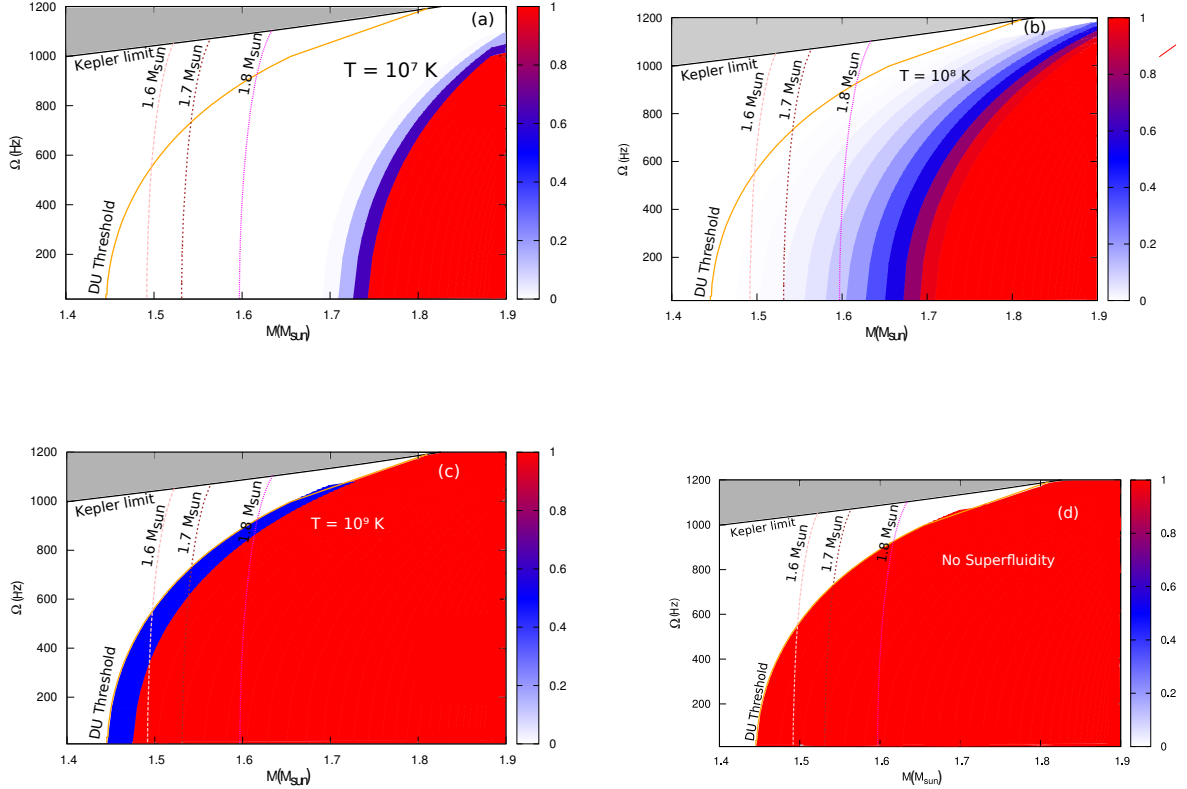 1200
1000
800
600
400
200
Ω (Hz)
(a)
Kepler limit
1.6 Msun
1.7 Msun
1.8 Msun
T = 10⁷ K
DU Threshold
1.4 1.5 1.6 1.7 1.8 1.9
M(Msun)
1
0.8
0.6
0.4
0.2
0
1200
1000
800
600
400
200
Ω (Hz)
(b)
Kepler limit
1.6 Msun
1.7 Msun
1.8 Msun
T = 10⁸ K
DU Threshold
1.4 1.5 1.6 1.7 1.8 1.9
M(Msun)
1
0.8
0.6
0.4
0.2
0
1200
1000
800
600
400
200
Ω (Hz)
(c)
Kepler limit
1.6 Msun
1.7 Msun
1.8 Msun
T = 10⁹ K
DU Threshold
1.4 1.5 1.6 1.7 1.8 1.9
M(Msun)
1
0.8
0.6
0.4
0.2
0
1200
1000
800
600
400
200
Ω (Hz)
(d)
Kepler limit
1.6 Msun
1.7 Msun
1.8 Msun
No Superfluidity
DU Threshold
1.4 1.5 1.6 1.7 1.8 1.9
M(Msun)
1
0.8
0.6
0.4
0.2
0